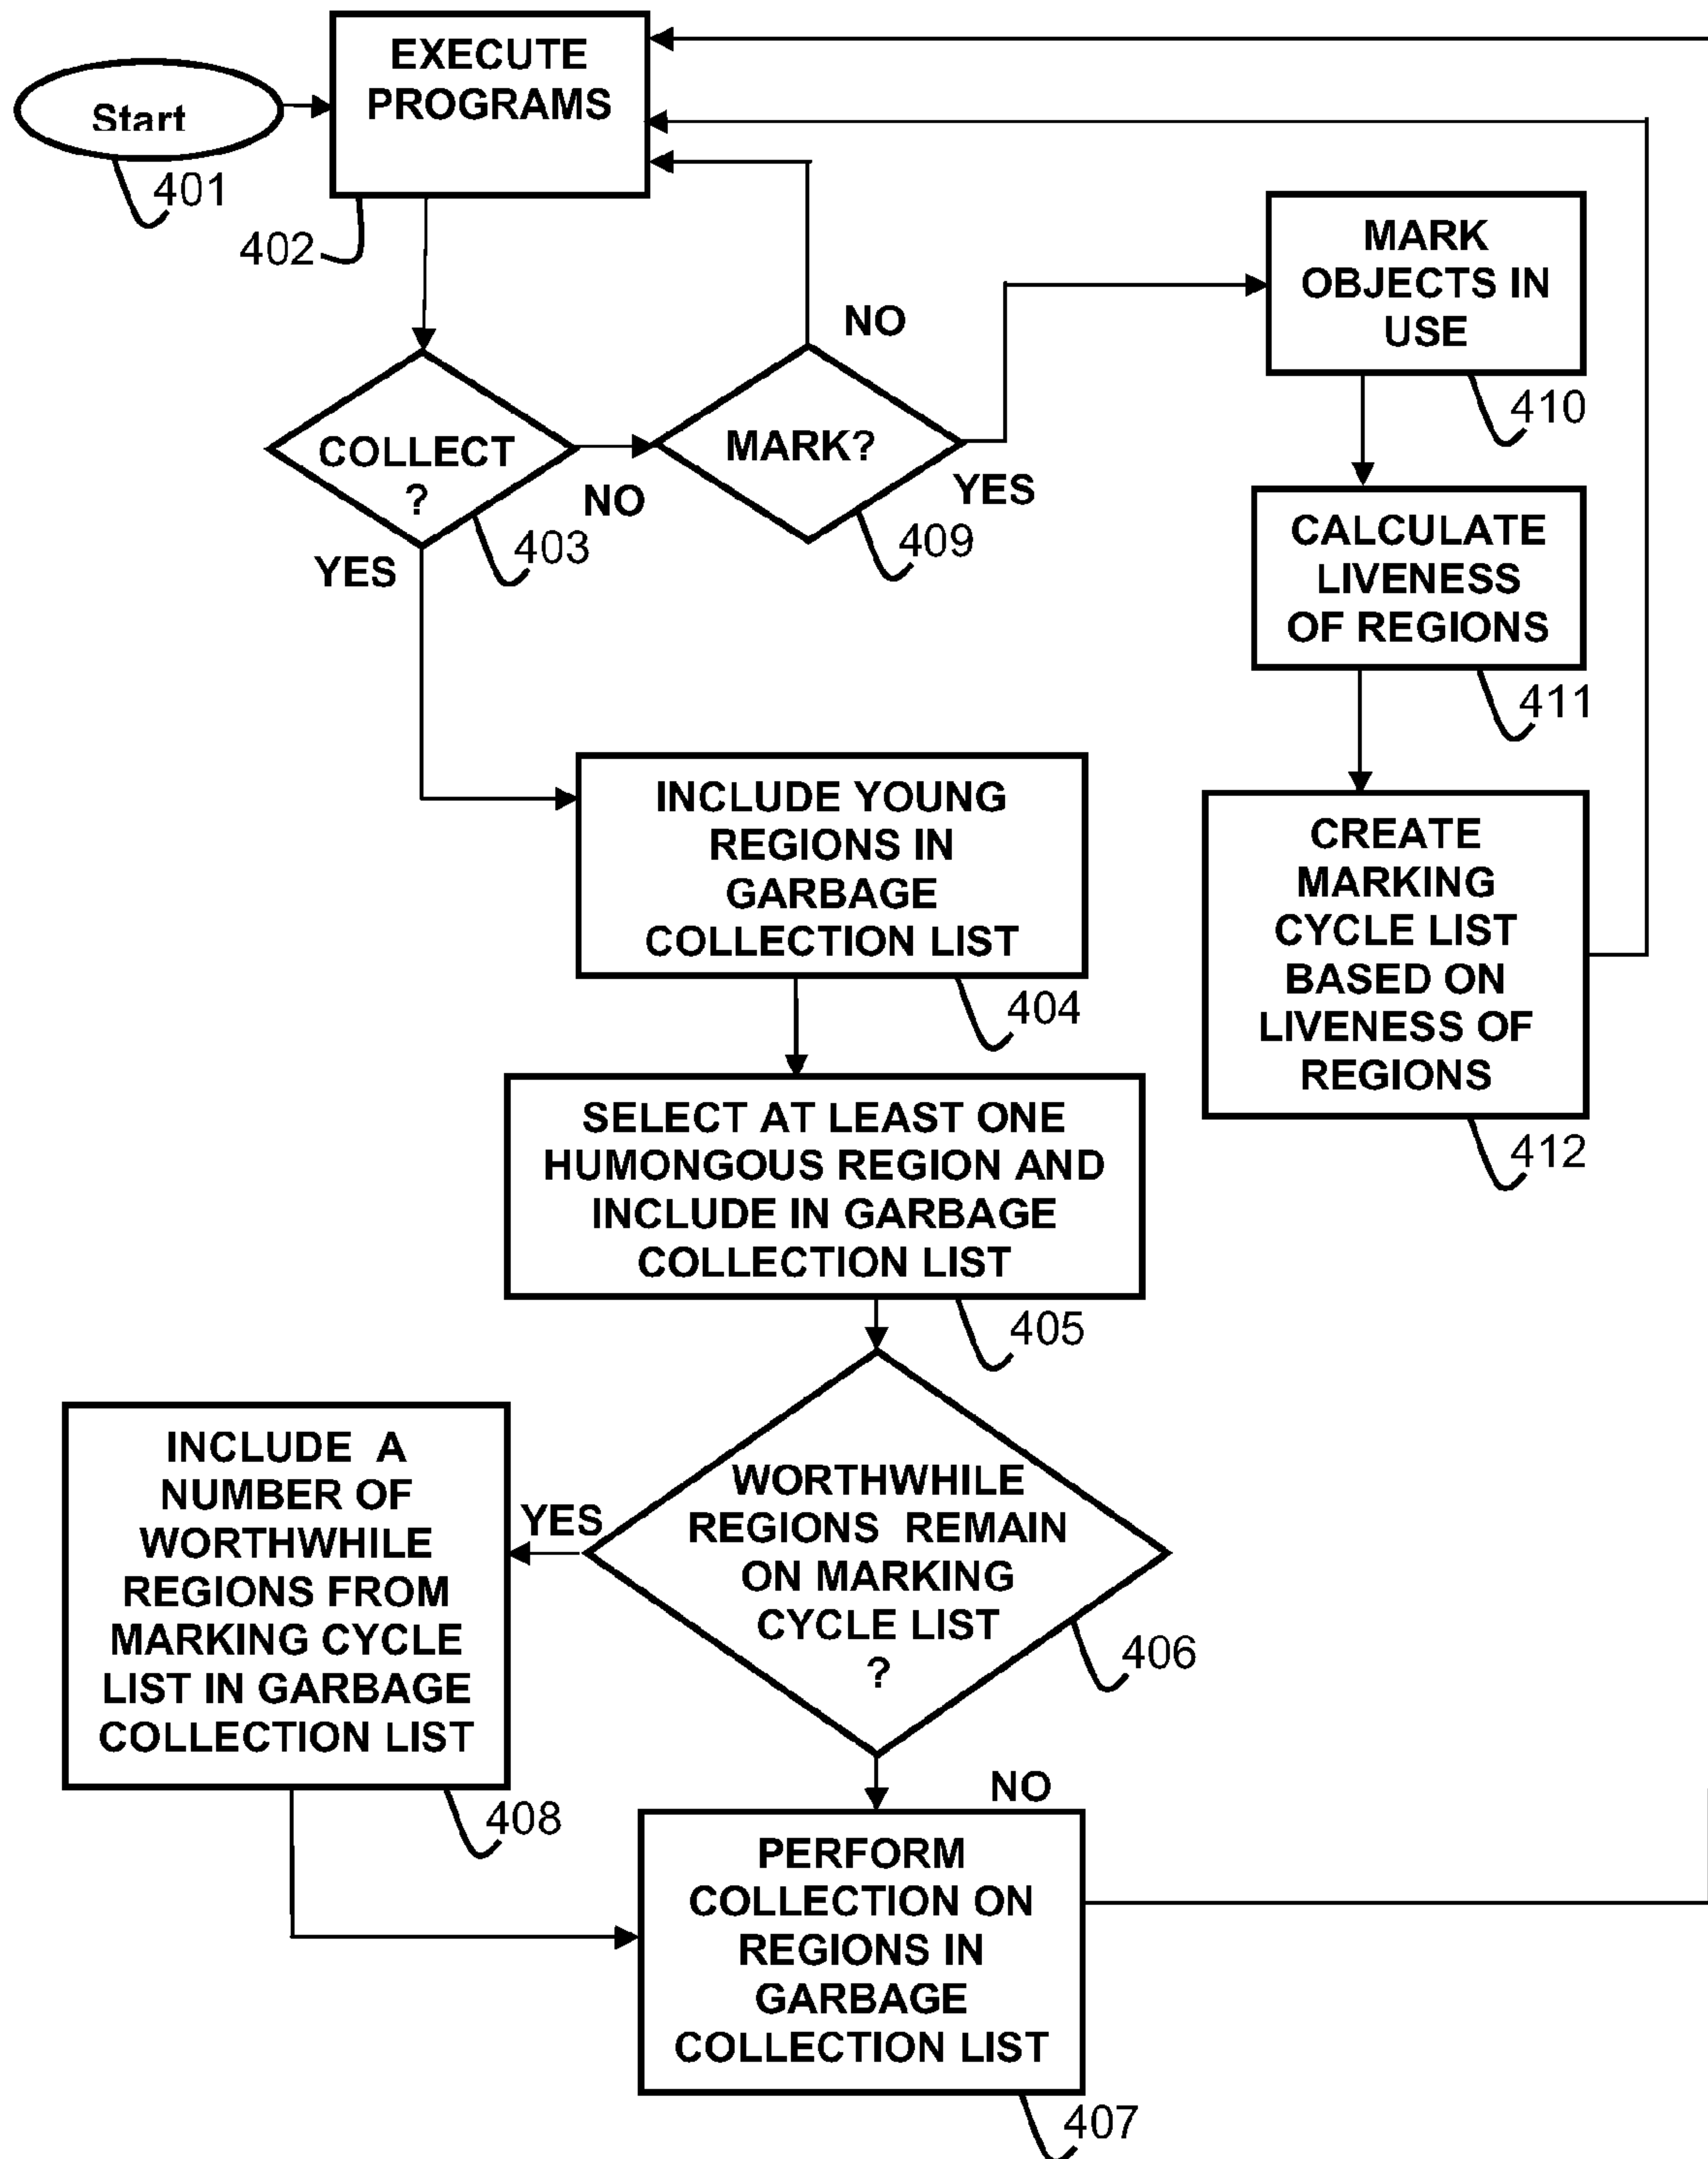 EXECUTE
PROGRAMS
Start
401
402
MARK
OBJECTS IN
USE
410
NO
COLLECT
?
MARK?
NO
YES
403
409
YES
CALCULATE
LIVENESS
OF REGIONS
411
INCLUDE YOUNG
REGIONS IN
GARBAGE
COLLECTION LIST
404
CREATE
MARKING
CYCLE LIST
BASED ON
LIVENESS OF
REGIONS
412
SELECT AT LEAST ONE
HUMONGOUS REGION AND
INCLUDE IN GARBAGE
COLLECTION LIST
405
WORTHWHILE
REGIONS REMAIN
ON MARKING
CYCLE LIST
?
406
YES
INCLUDE A
NUMBER OF
WORTHWHILE
REGIONS FROM
MARKING CYCLE
LIST IN GARBAGE
COLLECTION LIST
408
NO
PERFORM
COLLECTION ON
REGIONS IN
GARBAGE
COLLECTION LIST
407